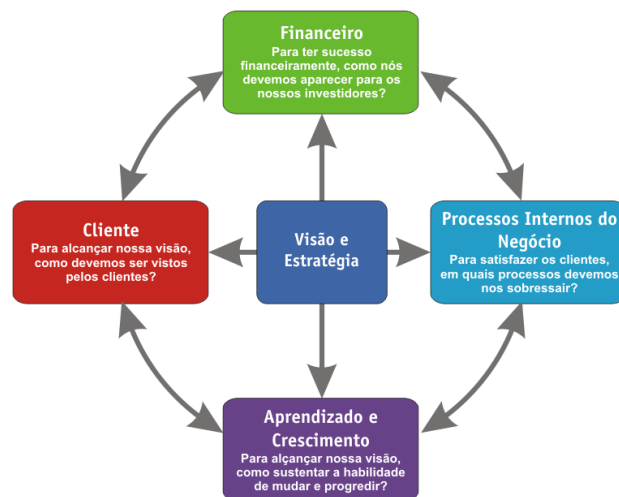 Financeiro
Para ter sucesso
financeiramente, como nós
devemos aparecer para os
nossos investidores?
Cliente
Para alcançar nossa visão,
como devemos ser vistos
pelos clientes?
Visão e
Estratégia
Processos Internos do
Negócio
Para satisfazer os clientes,
em quais processos devemos
nos sobressair?
Aprendizado e
Crescimento
Para alçançar nossa visão,
como sustentar a habilidade
de mudar e progredir?